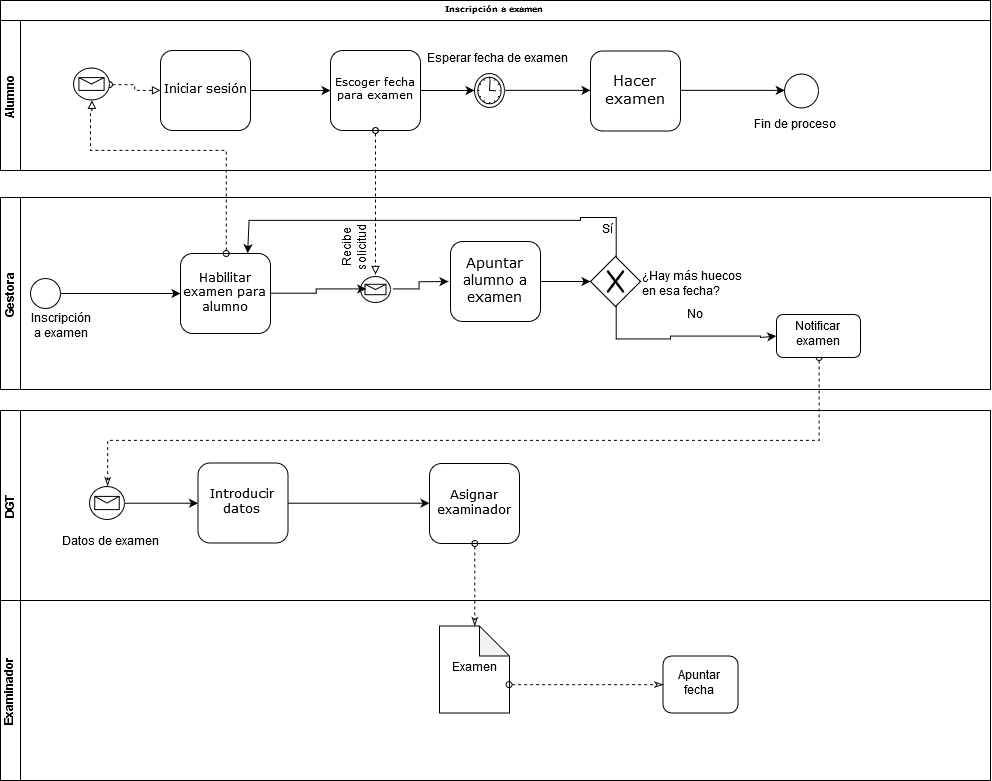 Inscripción a examen
Alumno
Iniciar sesión
Escoger fecha
para examen
Esperar fecha de examen
Hacer
examen
Fin de proceso
Gestora
Inscripción
a examen
Habilitar
examen para
alumno
Recibe
solicitud
Apuntar
alumno a
examen
Sí
¿Hay más huecos
en esa fecha?
No
Notificar
examen
DGT
Datos de examen
Introducir
datos
Asignar
examinador
Examinador
Examen
Apuntar
fecha